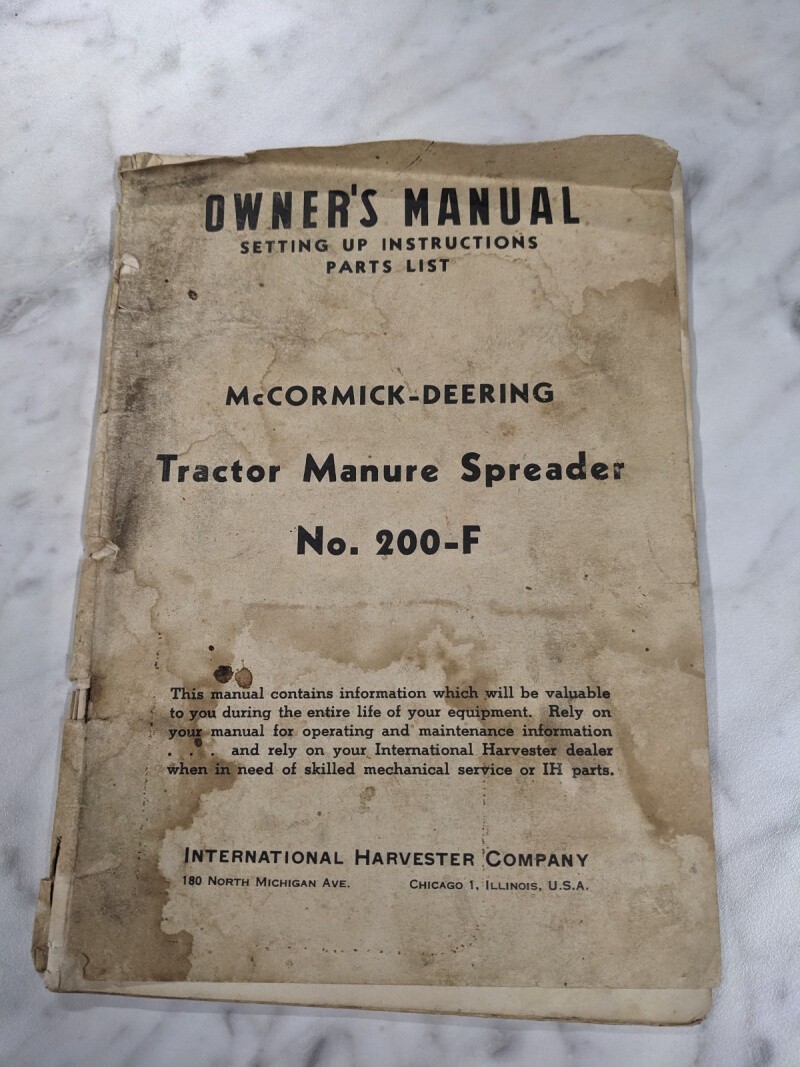 OWNER'S MANUAL
SETTING UP INSTRUCTIONS
PARTS LIST
McCORMICK-DEERING
Tractor Manure Spreader
No. 200-F
This manual contains information which will be valuable
to you during the entire life of your equipment. Rely on
your manual for operating and maintenance information
. . . and rely on your International Harvester dealer
when in need of skilled mechanical service or IH parts.
INTERNATIONAL HARVESTER COMPANY
180 NORTH MICHIGAN AVE. CHICAGO 1, ILLINOIS, U.S.A.